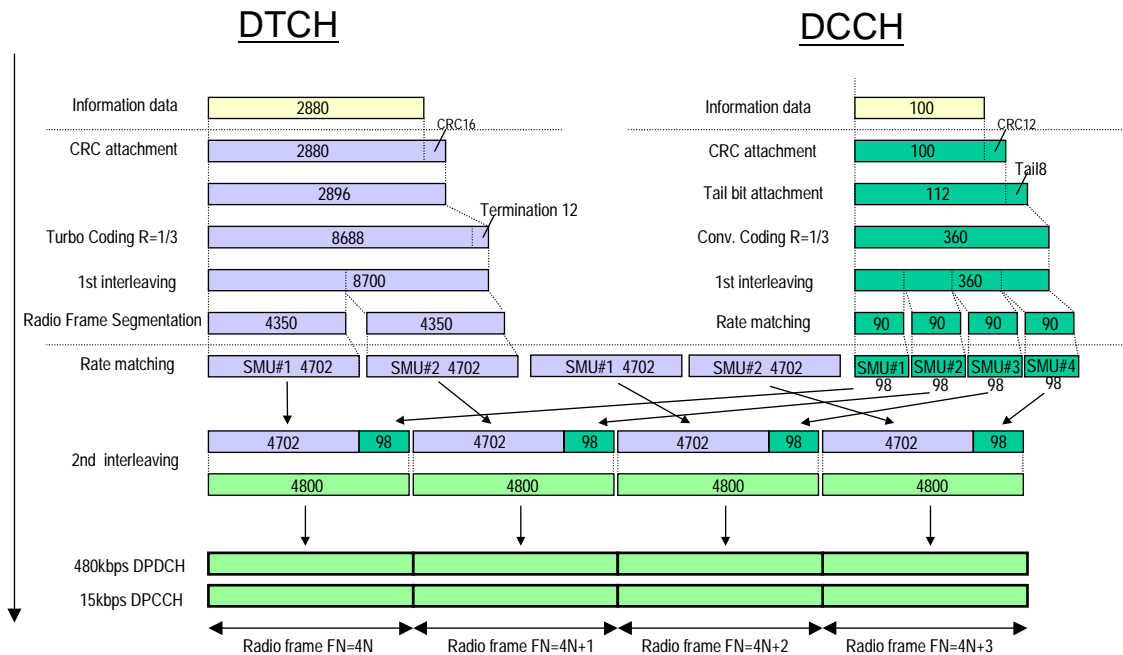 DTCH DCCH
Information data 2880 Information data 100
CRC16 CRC12
CRC attachment 2880 CRC attachment 100
Tail8
2896 Tail bit attachment 112
Termination 12
Turbo Coding R=1/3 8688 Conv. Coding R=1/3 360
1st interleaving 8700 1st interleaving 360
Radio Frame Segmentation 4350 4350 Rate matching 90 90 90 90
Rate matching SMU#1 4702 SMU#2 4702 SMU#1 4702 SMU#2 4702 SMU#1 SMU#2 SMU#3 SMU#4
98 98 98 98
4702 98 4702 98 4702 98 4702 98
2nd interleaving
4800 4800 4800 4800
480kbps DPDCH
15kbps DPCCH
Radio frame FN=4N Radio frame FN=4N+1 Radio frame FN=4N+2 Radio frame FN=4N+3